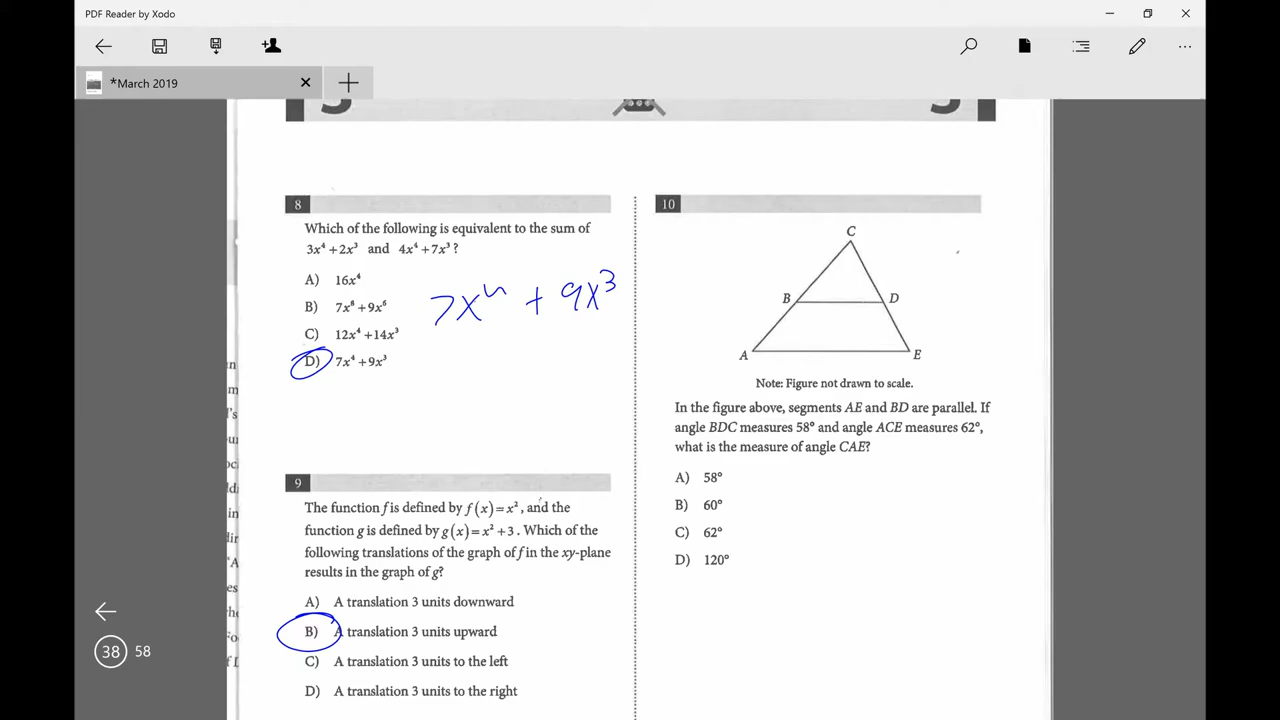 PDF Reader by Xodo
*March 2019
8
Which of the following is equivalent to the sum of
3x⁴ + 2x³ and 4x⁴ + 7x³ ?
A) 16x⁴
B) 7x⁸ + 9x⁶
C) 12x⁴ + 14x³
D) 7x⁴ + 9x³
7x⁴ + 9x³
9
The function f is defined by f(x) = x², and the
function g is defined by g(x) = x² + 3. Which of the
following translations of the graph of f in the xy-plane
results in the graph of g?
A) A translation 3 units downward
B) A translation 3 units upward
C) A translation 3 units to the left
D) A translation 3 units to the right
10
C
B D
A E
Note: Figure not drawn to scale.
In the figure above, segments AE and BD are parallel. If
angle BDC measures 58° and angle ACE measures 62°,
what is the measure of angle CAE?
A) 58°
B) 60°
C) 62°
D) 120°
38 58